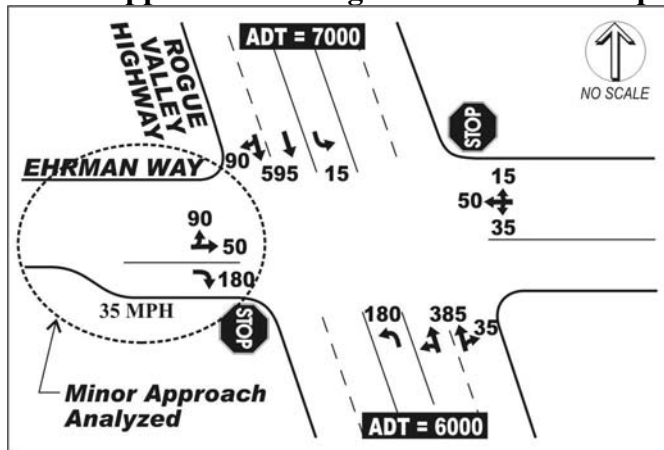 ADT = 7000
ROGUE
VALLEY
HIGHWAY
NO SCALE
STOP
EHRMAN WAY
90
595
15
15
50
35
90
50
180
35 MPH
STOP
180
385
35
Minor Approach
Analyzed
ADT = 6000